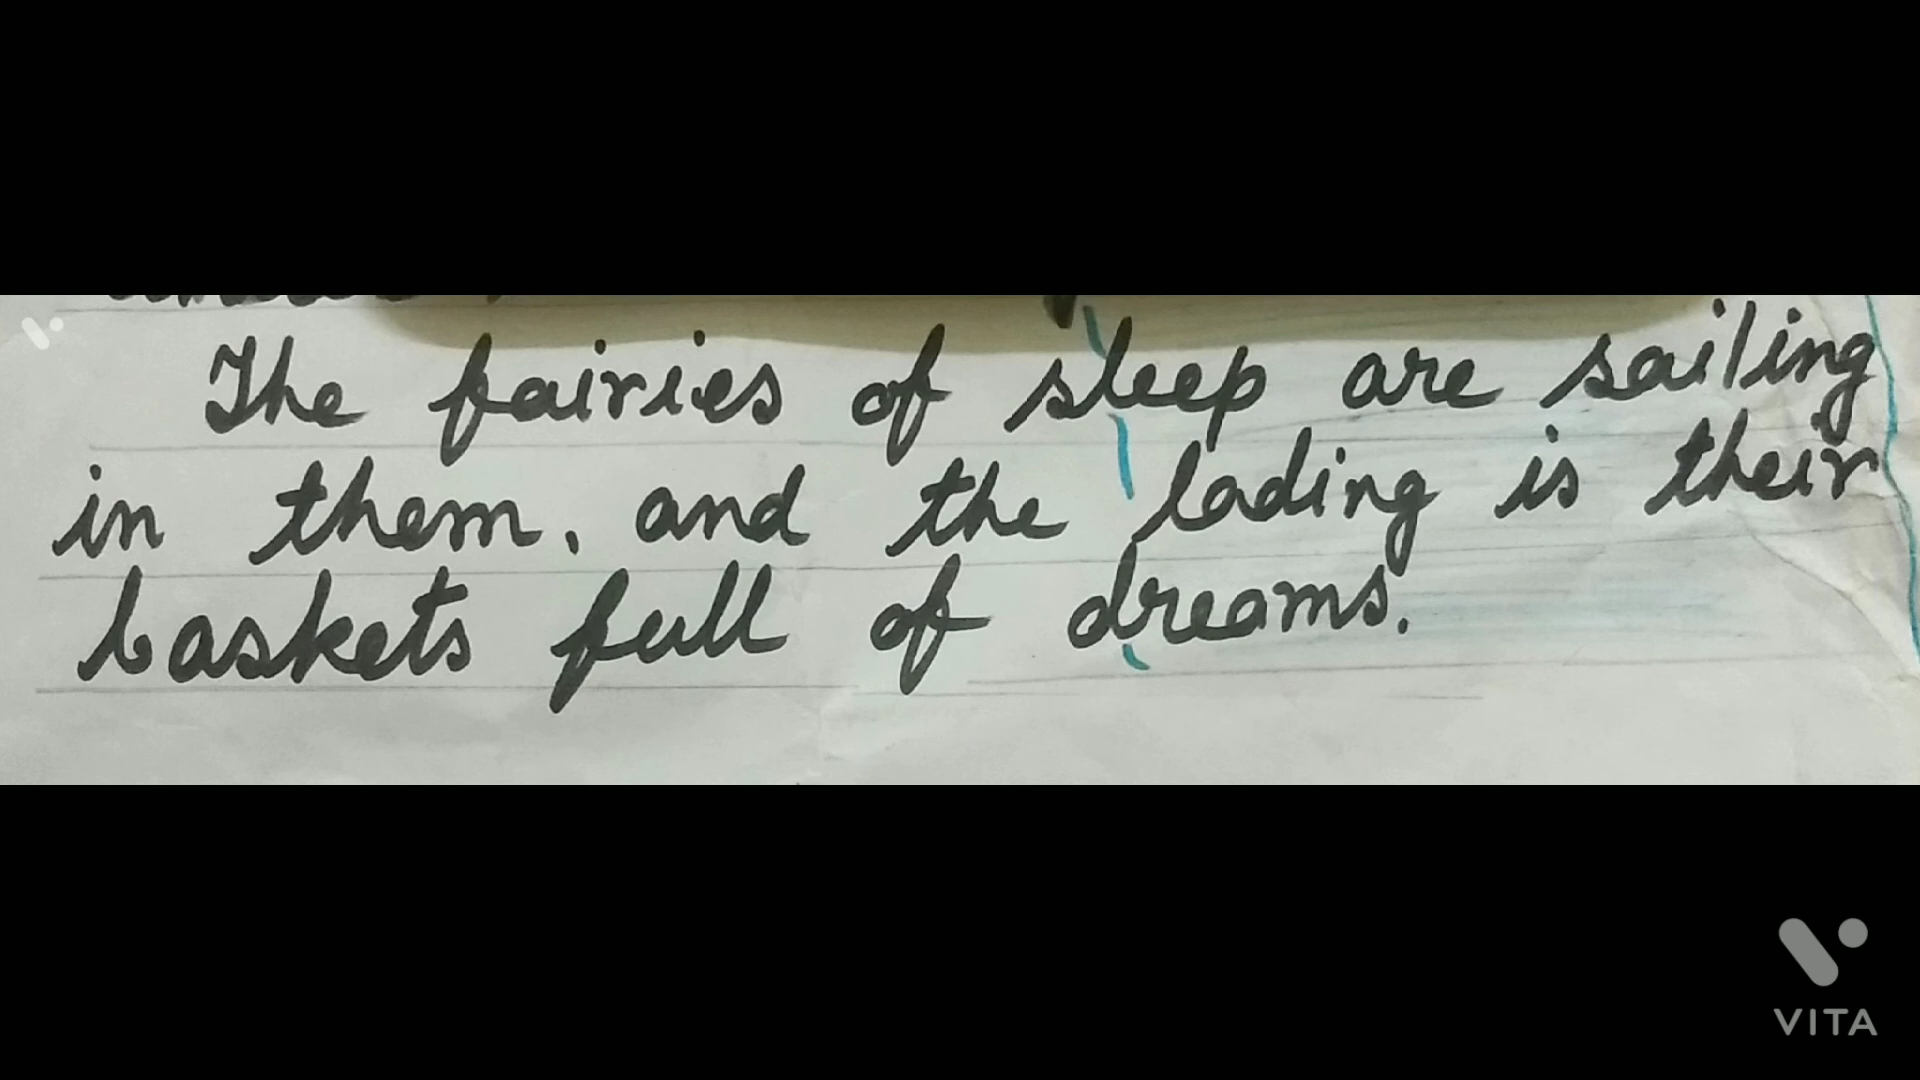 The fairies of sleep are sailing
in them, and the lading is their
baskets full of dreams.
VITA